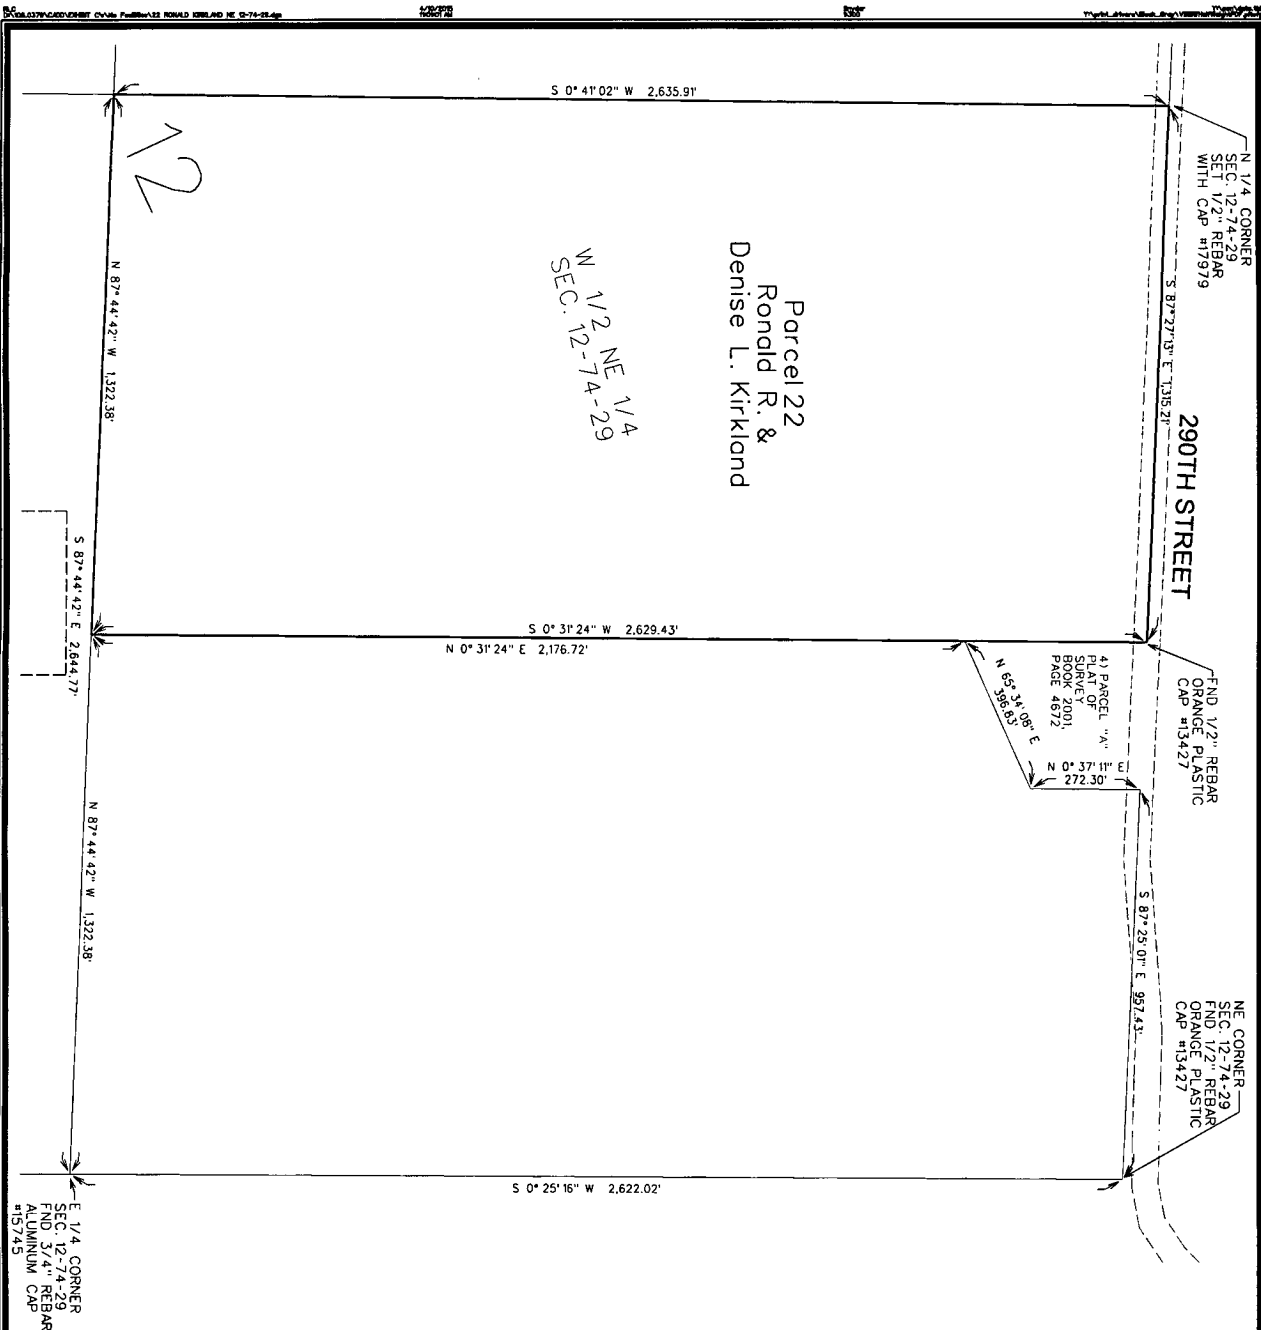 4/10/2015
N 1/4 CORNER
SEC. 12-74-29
SET 1/2" REBAR
WITH CAP #17979
S 87° 27' 13" E 1,315.21'
290TH STREET
FND 1/2" REBAR
ORANGE PLASTIC
CAP #13427
NE CORNER
SEC. 12-74-29
FND 1/2" REBAR
ORANGE PLASTIC
CAP #13427
S 0° 41' 02" W 2,635.91'
Parcel 22
Ronald R. &
Denise L. Kirkland
W 1/2 NE 1/4
SEC. 12-74-29
12
4) PARCEL "A"
PLAT OF
SURVEY
BOOK 2001,
PAGE 4672
N 65° 34' 08" E
396.83'
N 0° 37' 11" E
272.30'
S 87° 25' 01" E 957.43'
S 0° 31' 24" W 2,629.43'
N 0° 31' 24" E 2,176.72'
S 0° 25' 16" W 2,622.02'
N 87° 44' 42" W 1,322.38'
S 87° 44' 42" E 2,644.77'
N 87° 44' 42" W 1,322.38'
E 1/4 CORNER
SEC. 12-74-29
FND 3/4" REBAR
ALUMINUM CAP
#15745